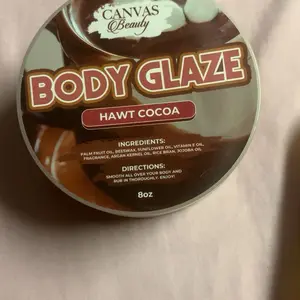 CANVAS
Beauty
BODY GLAZE
HAWT COCOA
INGREDIENTS:
PALM FRUIT OIL, BEESWAX, SUNFLOWER OIL, VITAMIN E OIL,
FRAGRANCE, ARGAN KERNEL OIL, RICE BRAN, JOJOBA OIL
DIRECTIONS:
SMOOTH ALL OVER YOUR BODY AND
RUB IN THOROUGHLY. ENJOY!
8oz